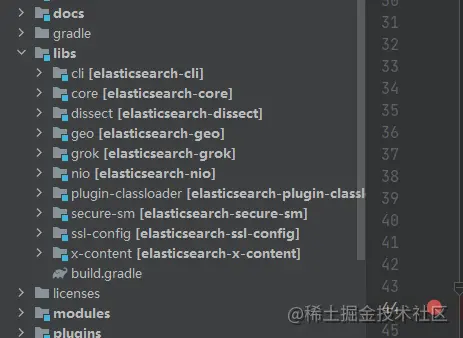 docs
gradle
libs
cli [elasticsearch-cli]
core [elasticsearch-core]
dissect [elasticsearch-dissect]
geo [elasticsearch-geo]
grok [elasticsearch-grok]
nio [elasticsearch-nio]
plugin-classloader [elasticsearch-plugin-classl
secure-sm [elasticsearch-secure-sm]
ssl-config [elasticsearch-ssl-config]
x-content [elasticsearch-x-content]
build.gradle
licenses
modules
plugins
31
32
33
34
35
36
37
38
39
40
41
42
43
44
45
@稀土掘金技术社区